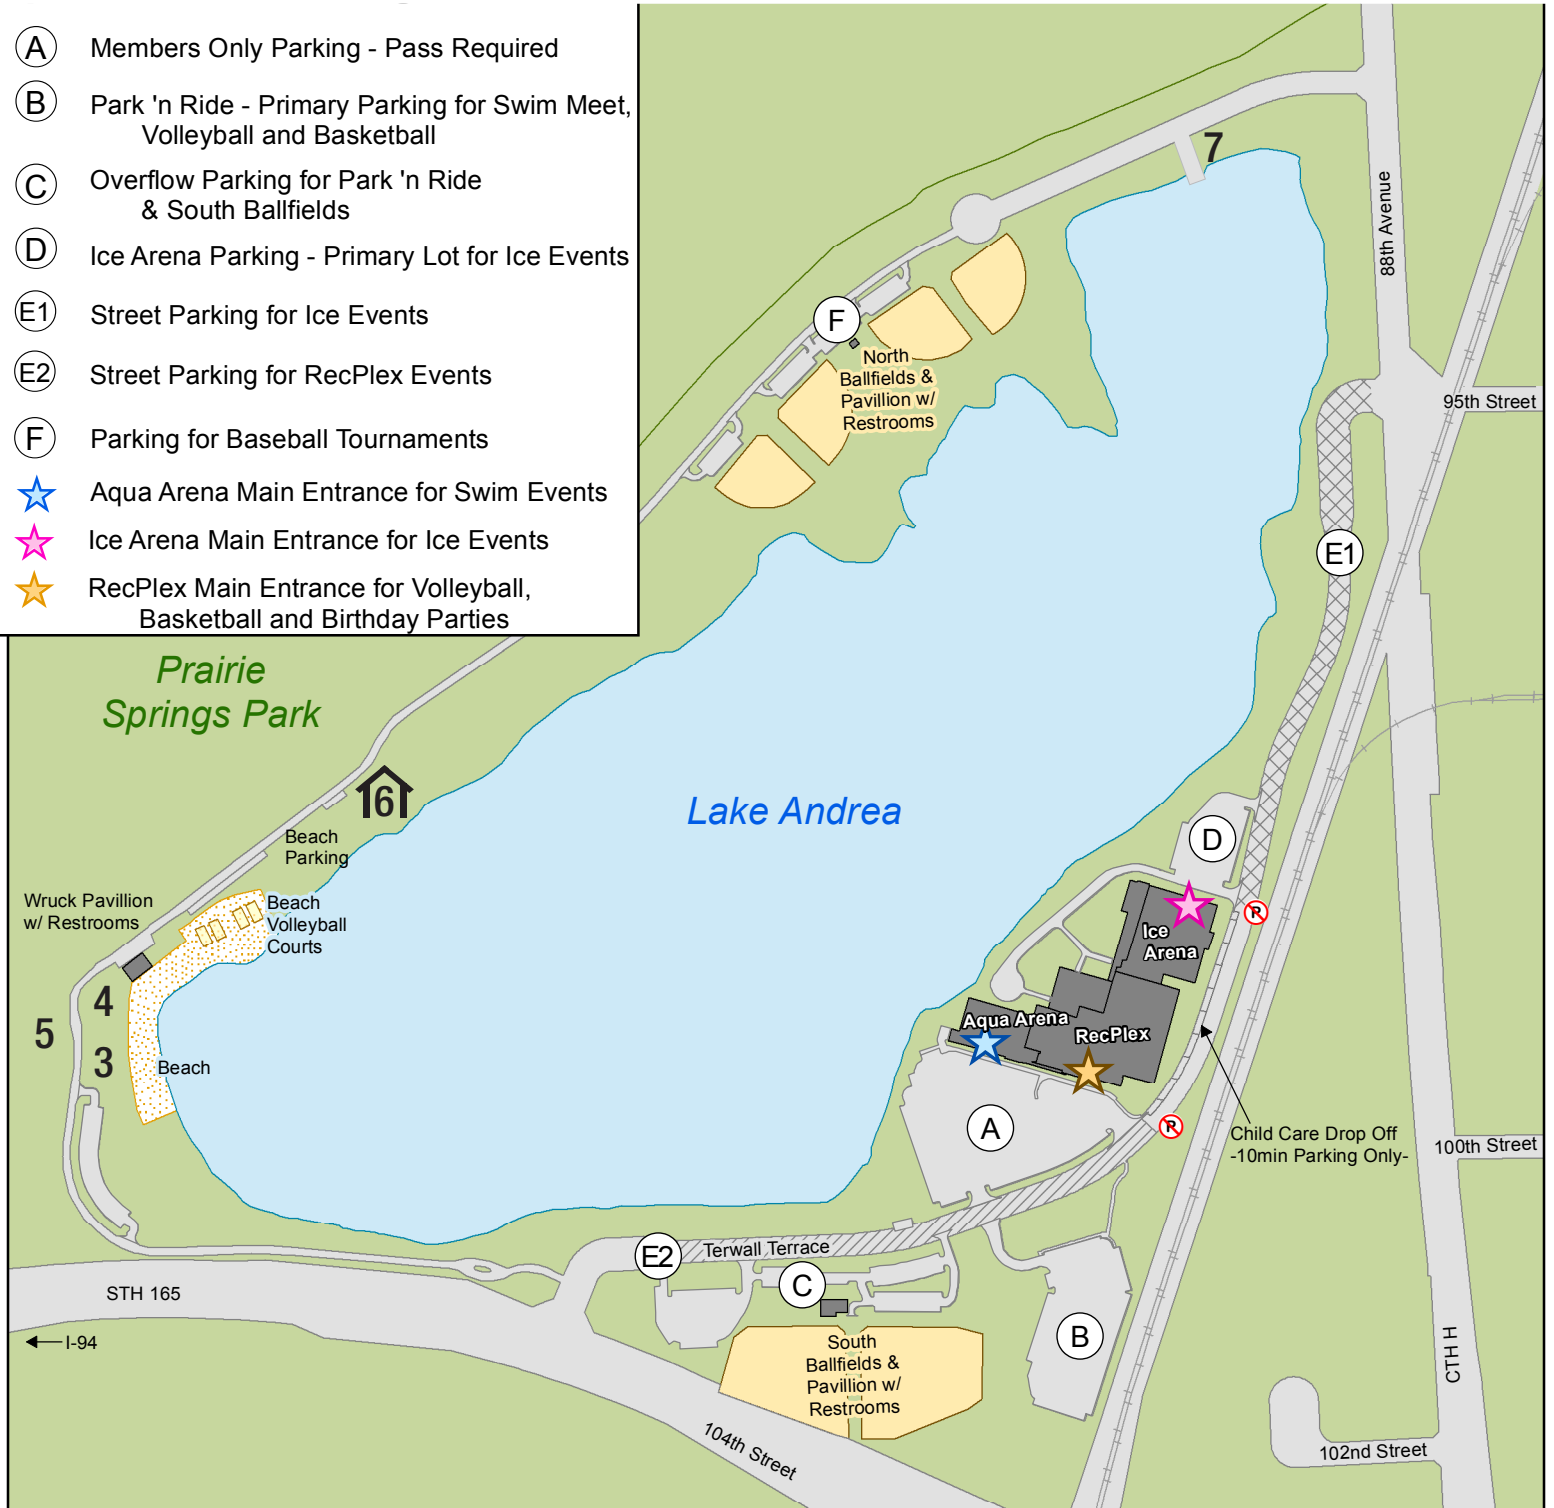 A Members Only Parking - Pass Required
B Park 'n Ride - Primary Parking for Swim Meet,
Volleyball and Basketball
C Overflow Parking for Park 'n Ride
& South Ballfields
D Ice Arena Parking - Primary Lot for Ice Events
E1 Street Parking for Ice Events
E2 Street Parking for RecPlex Events
F Parking for Baseball Tournaments
Aqua Arena Main Entrance for Swim Events
Ice Arena Main Entrance for Ice Events
RecPlex Main Entrance for Volleyball,
Basketball and Birthday Parties
7
88th Avenue
F
North
Ballfields &
Pavillion w/
Restrooms
95th Street
E1
Prairie
Springs Park
6
Lake Andrea
Beach
Parking
D
Wruck Pavillion
w/ Restrooms
Beach
Volleyball
Courts
P
Ice
Arena
4
5
3
Aqua Arena
RecPlex
Beach
A
P
Child Care Drop Off
-10min Parking Only-
100th Street
E2
Terwall Terrace
C
STH 165
I-94
B
South
Ballfields &
Pavillion w/
Restrooms
CTH H
104th Street
102nd Street